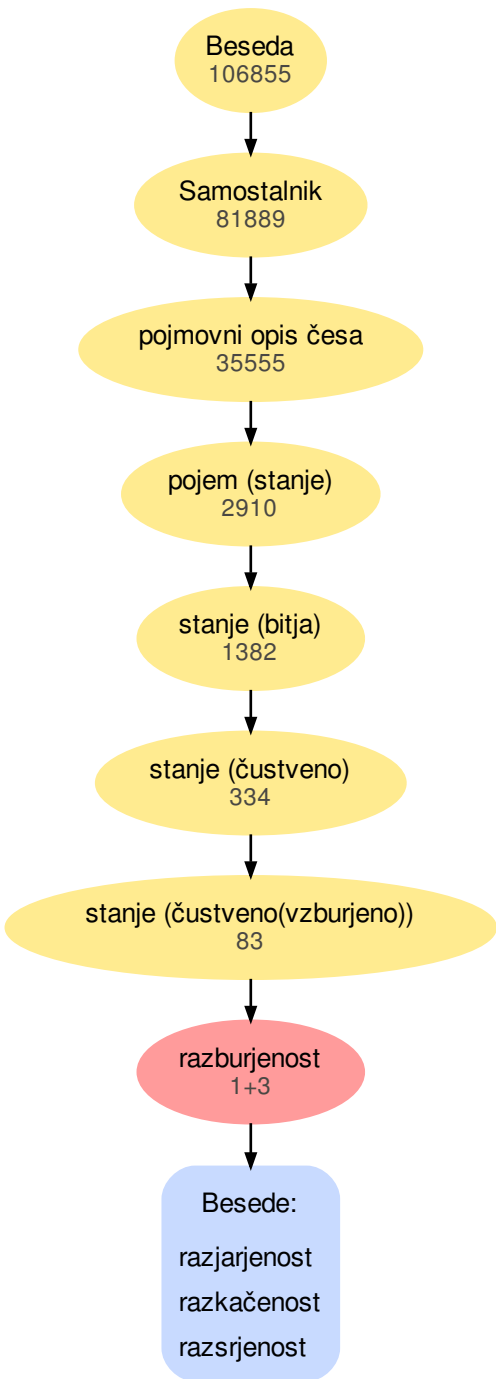 Beseda
106855
Samostalnik
81889
pojmovni opis česa
35555
pojem (stanje)
2910
stanje (bitja)
1382
stanje (čustveno)
334
stanje (čustveno(vzburjeno))
83
razburjenost
1+3
Besede:
razjarjenost
razkačenost
razsrjenost